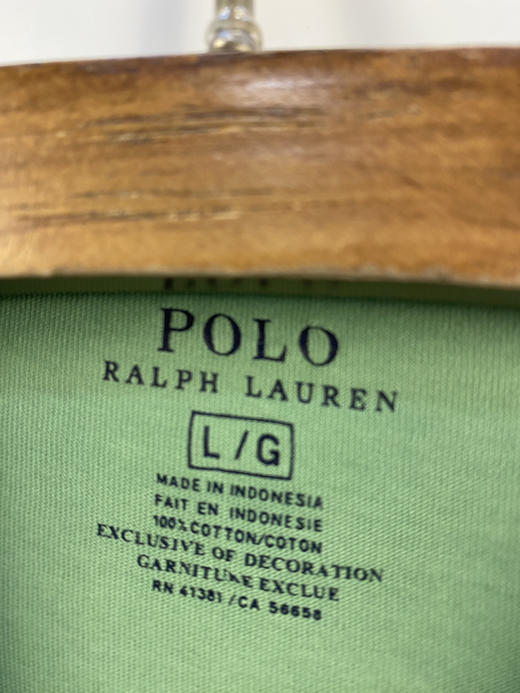 POLO
RALPH LAUREN
L/G
MADE IN INDONESIA
FAIT EN INDONESIE
100% COTTON/COTON
EXCLUSIVE OF DECORATION
GARNITURE EXCLUE
RN 41381 /CA 56658